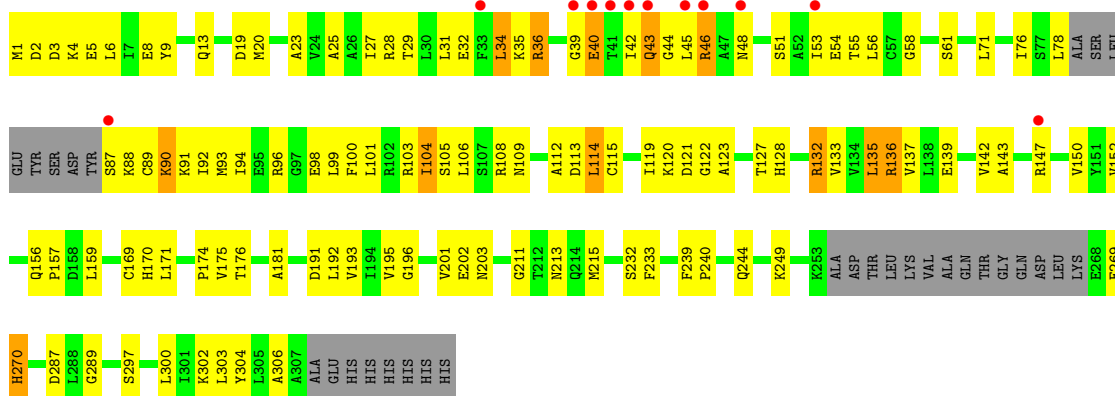 M1 D2 D3 K4 E5 L6 I7 E8 Y9 Q13 D19 M20 A23 V24 A25 A26 I27 R28 T29 L30 L31 E32 F33 L34 K35 R36 G39 E40 T41 I42 Q43 G44 L45 R46 A47 N48 S51 A52 I53 E54 T55 L56 C57 G58 S61 L71 I76 S77 L78 ALA SER LEU
GLU TYR SER ASP TYR S87 K88 C89 K90 K91 I92 M93 I94 E95 R96 G97 E98 L99 F100 L101 R102 R103 I104 S105 L106 S107 R108 N109 A112 D113 L114 C115 I119 K120 D121 G122 A123 T127 H128 R132 V133 V134 L135 R136 V137 L138 E139 V142 A143 R147 V150 Y151
Q156 P157 D158 L159 C169 H170 L171 P174 V175 T176 A181 D191 L192 V193 I194 V195 G196 V201 E202 N203 G211 T212 N213 Q214 M215 S232 F233 F239 P240 Q244 K249 K253 ALA ASP THR LEU LYS VAL ALA GLN THR GLY GLN ASP LEU LYS E268
H270 D287 L288 G289 S297 L300 I301 K302 L303 Y304 L305 A306 A307 ALA GLU HIS HIS HIS HIS HIS HIS